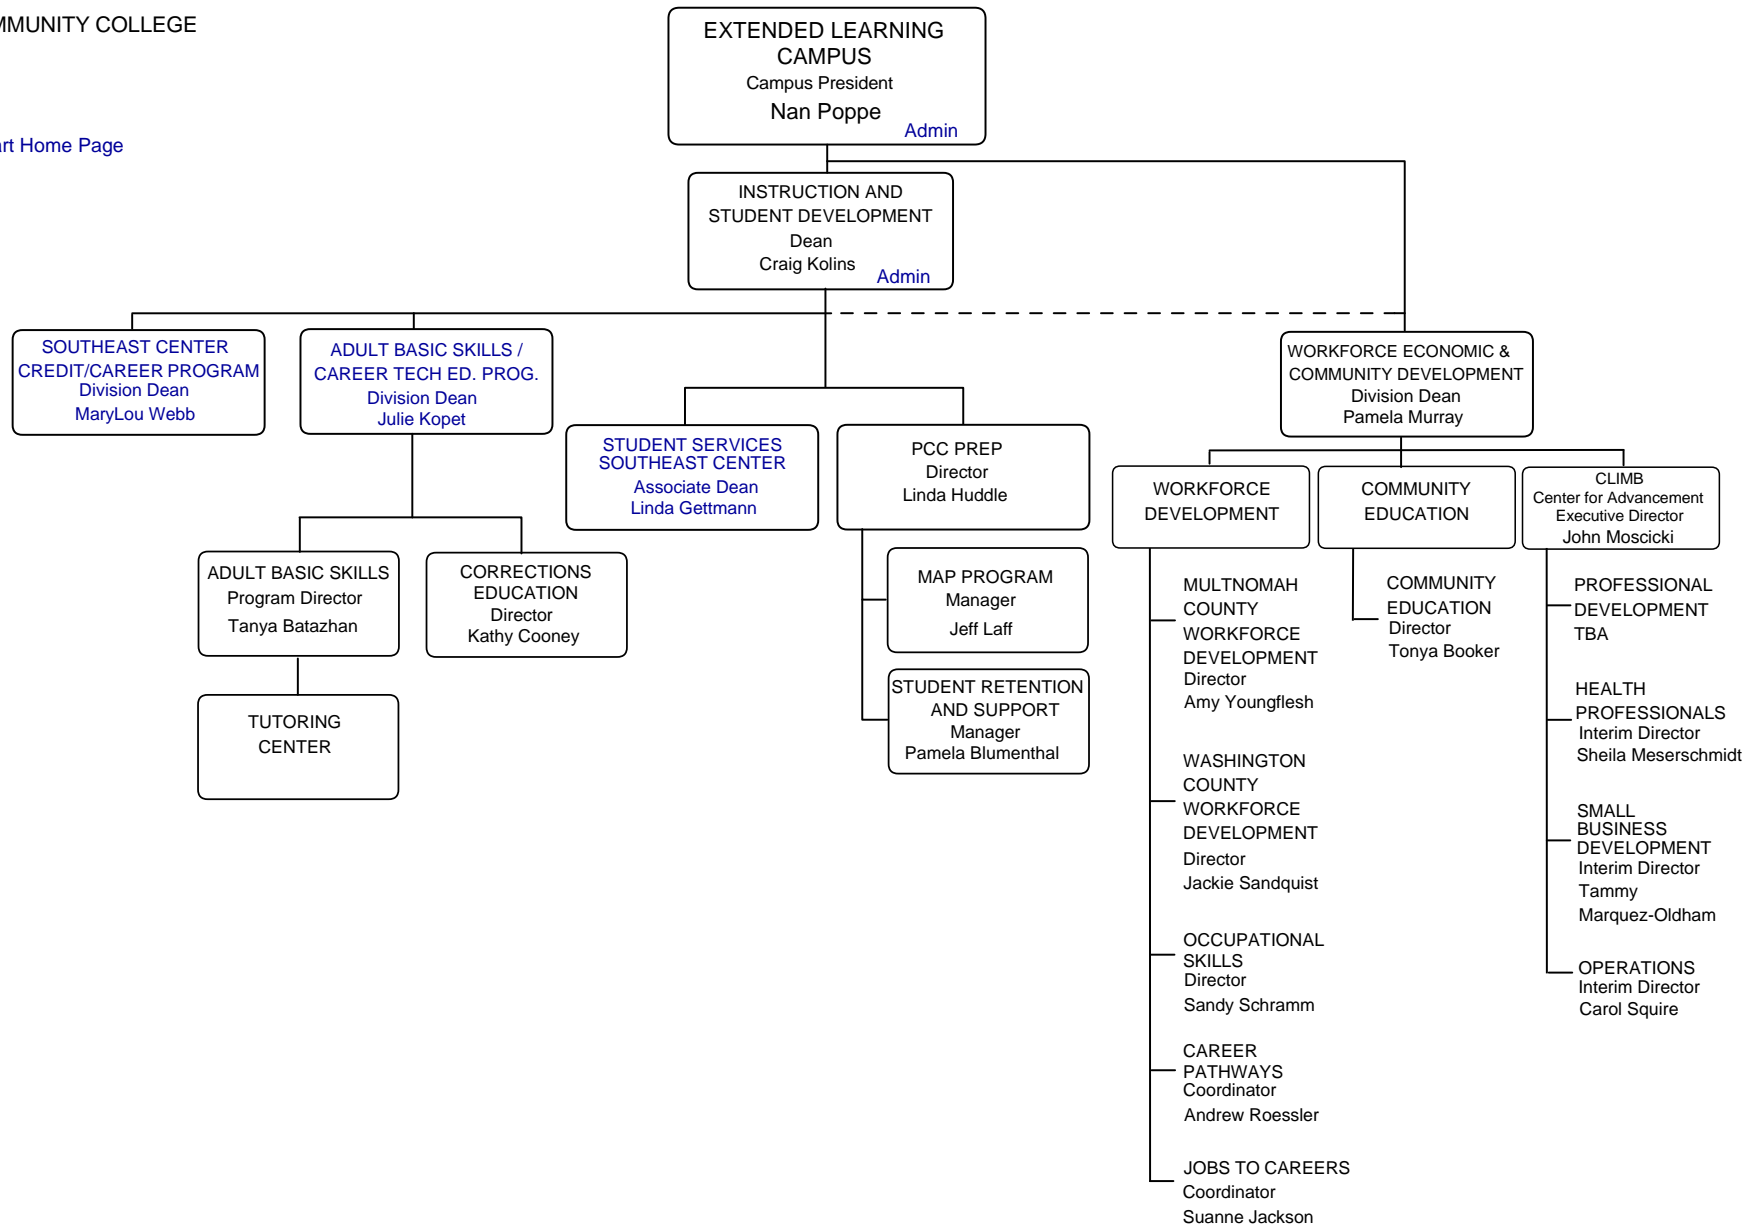 MMUNITY COLLEGE
art Home Page
EXTENDED LEARNING
CAMPUS
Campus President
Nan Poppe
Admin
INSTRUCTION AND
STUDENT DEVELOPMENT
Dean
Craig Kolins
Admin
SOUTHEAST CENTER
CREDIT/CAREER PROGRAM
Division Dean
MaryLou Webb
ADULT BASIC SKILLS /
CAREER TECH ED. PROG.
Division Dean
Julie Kopet
STUDENT SERVICES
SOUTHEAST CENTER
Associate Dean
Linda Gettmann
PCC PREP
Director
Linda Huddle
WORKFORCE ECONOMIC &
COMMUNITY DEVELOPMENT
Division Dean
Pamela Murray
ADULT BASIC SKILLS
Program Director
Tanya Batazhan
CORRECTIONS
EDUCATION
Director
Kathy Cooney
TUTORING
CENTER
MAP PROGRAM
Manager
Jeff Laff
STUDENT RETENTION
AND SUPPORT
Manager
Pamela Blumenthal
WORKFORCE
DEVELOPMENT
MULTNOMAH
COUNTY
WORKFORCE
DEVELOPMENT
Director
Amy Youngflesh
WASHINGTON
COUNTY
WORKFORCE
DEVELOPMENT
Director
Jackie Sandquist
OCCUPATIONAL
SKILLS
Director
Sandy Schramm
CAREER
PATHWAYS
Coordinator
Andrew Roessler
JOBS TO CAREERS
Coordinator
Suanne Jackson
COMMUNITY
EDUCATION
COMMUNITY
EDUCATION
Director
Tonya Booker
CLIMB
Center for Advancement
Executive Director
John Moscicki
PROFESSIONAL
DEVELOPMENT
TBA
HEALTH
PROFESSIONALS
Interim Director
Sheila Meserschmidt
SMALL
BUSINESS
DEVELOPMENT
Interim Director
Tammy
Marquez-Oldham
OPERATIONS
Interim Director
Carol Squire